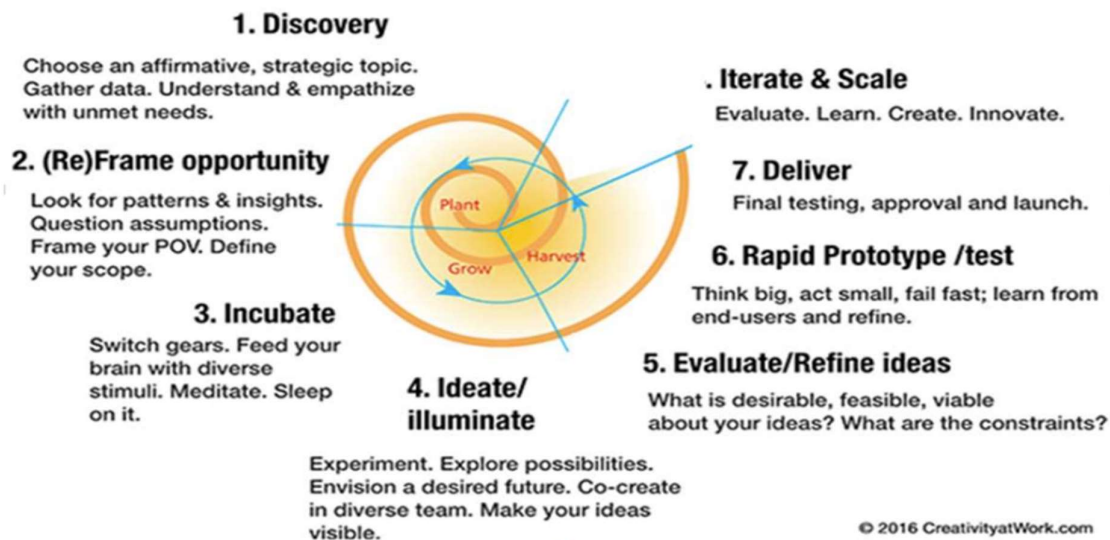 1. Discovery
Choose an affirmative, strategic topic.
Gather data. Understand & empathize
with unmet needs.
2. (Re)Frame opportunity
Look for patterns & insights.
Question assumptions.
Frame your POV. Define
your scope.
3. Incubate
Switch gears. Feed your
brain with diverse
stimuli. Meditate. Sleep
on it.
4. Ideate/
illuminate
Experiment. Explore possibilities.
Envision a desired future. Co-create
in diverse team. Make your ideas
visible.
5. Evaluate/Refine ideas
What is desirable, feasible, viable
about your ideas? What are the constraints?
6. Rapid Prototype /test
Think big, act small, fail fast; learn from
end-users and refine.
7. Deliver
Final testing, approval and launch.
. Iterate & Scale
Evaluate. Learn. Create. Innovate.
Plant
Grow
Harvest
© 2016 CreativityatWork.com